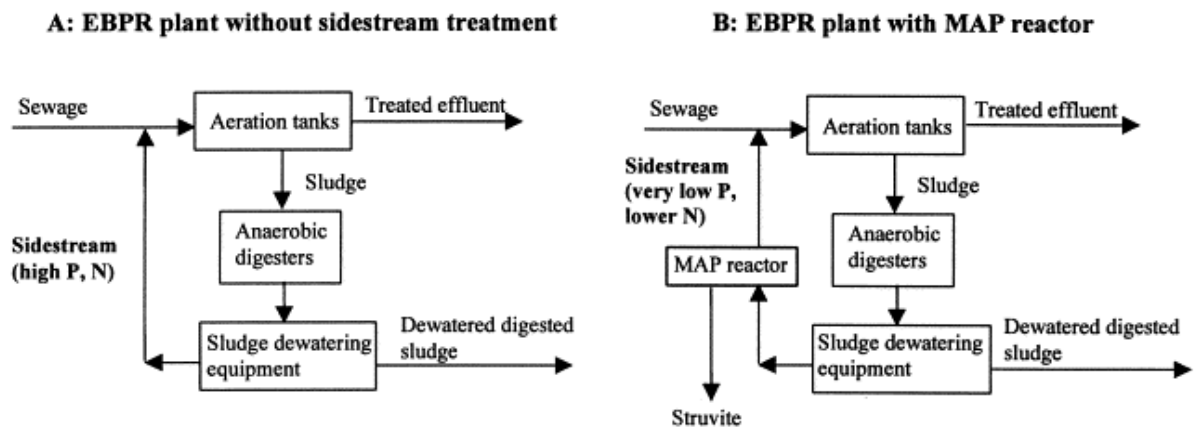 A: EBPR plant without sidestream treatment
Sewage
Aeration tanks
Treated effluent
Sludge
Anaerobic
digesters
Sidestream
(high P, N)
Sludge dewatering
equipment
Dewatered digested
sludge
B: EBPR plant with MAP reactor
Sewage
Aeration tanks
Treated effluent
Sidestream
(very low P,
lower N)
Sludge
Anaerobic
digesters
MAP reactor
Sludge dewatering
equipment
Dewatered digested
sludge
Struvite